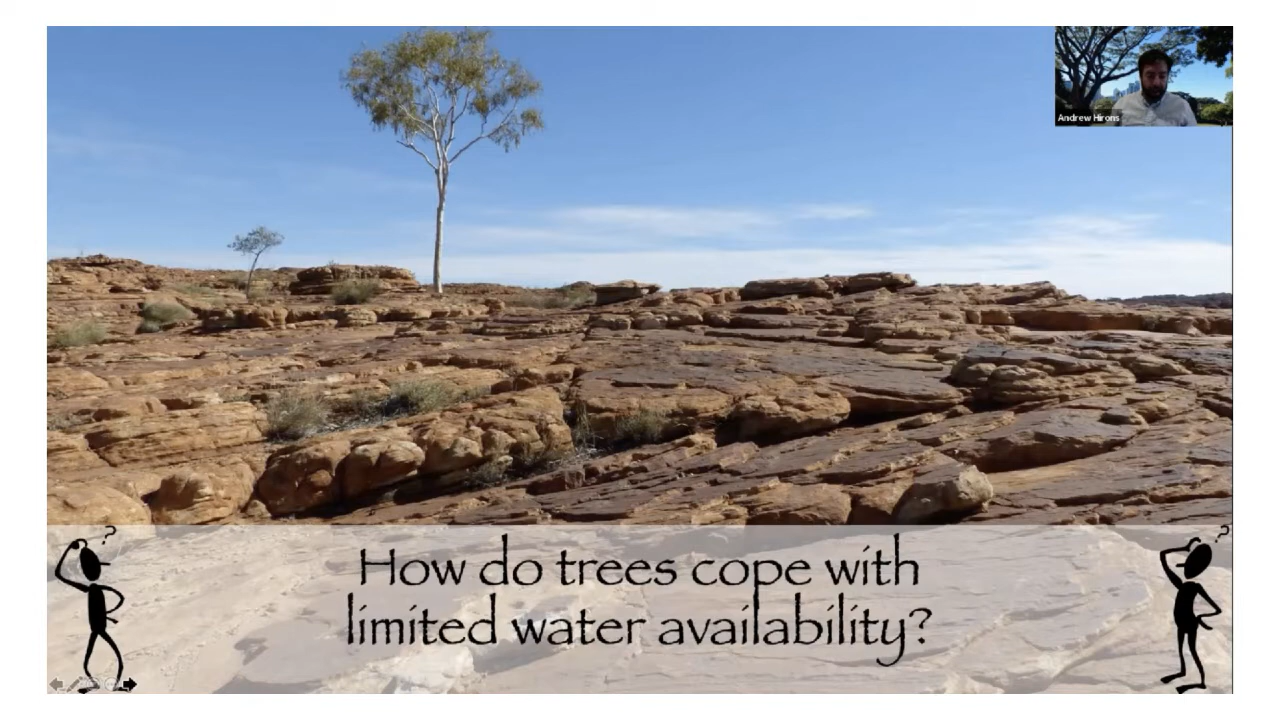 Andrew Hirons
?
?
How do trees cope with
limited water availability?